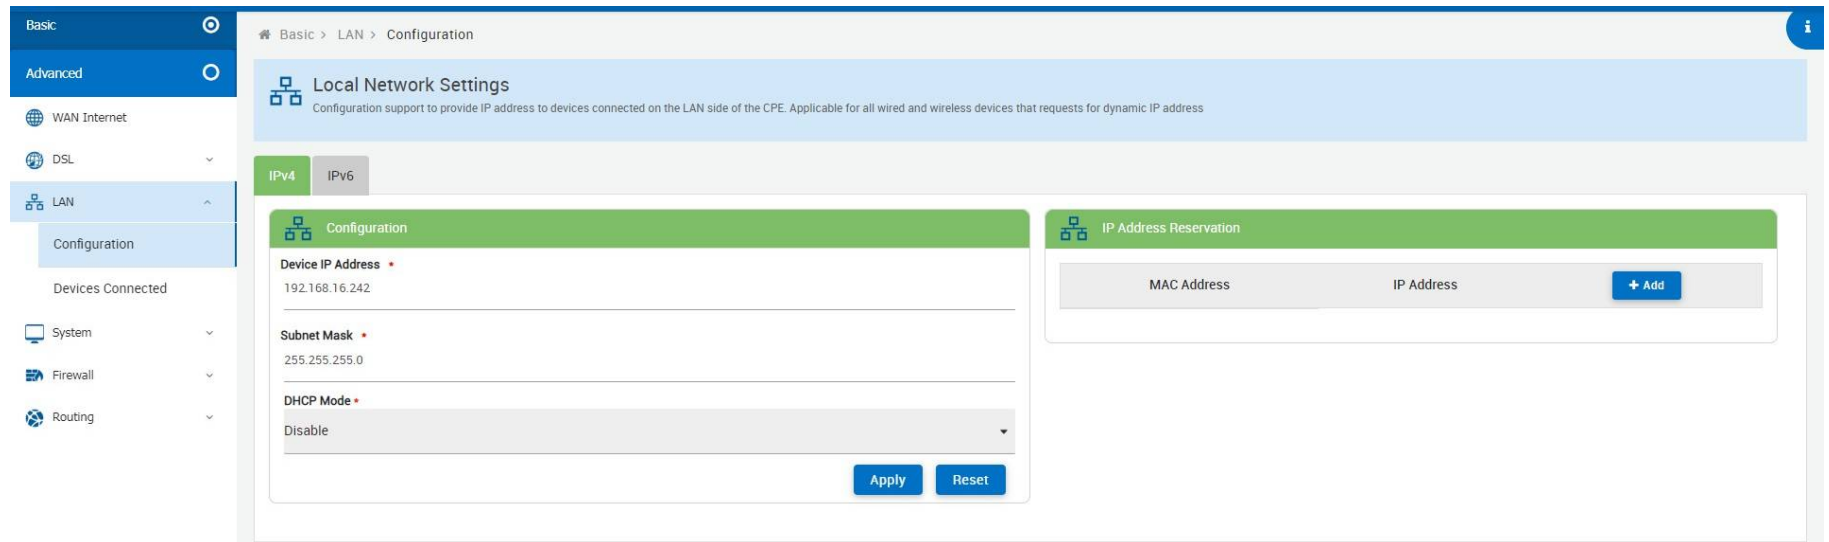 Basic
Advanced
WAN Internet
DSL
LAN
Configuration
Devices Connected
System
Firewall
Routing
Basic > LAN > Configuration
i
Local Network Settings
Configuration support to provide IP address to devices connected on the LAN side of the CPE. Applicable for all wired and wireless devices that requests for dynamic IP address
IPv4 IPv6
Configuration
Device IP Address *
192.168.16.242
Subnet Mask *
255.255.255.0
DHCP Mode *
Disable
Apply Reset
IP Address Reservation
MAC Address IP Address + Add